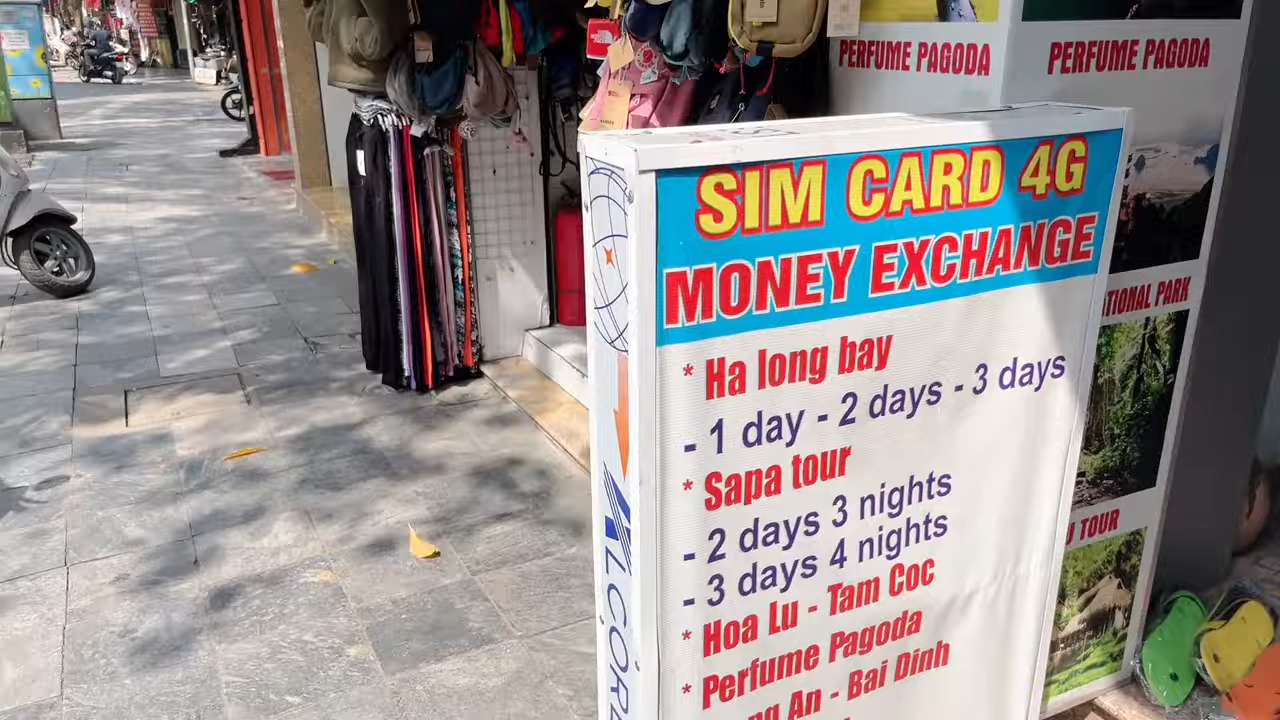 PERFUME PAGODA
PERFUME PAGODA
SIM CARD 4G
MONEY EXCHANGE
* Ha long bay
- 1 day - 2 days - 3 days
* Sapa tour
- 2 days 3 nights
- 3 days 4 nights
* Hoa Lu - Tam Coc
* Perfume Pagoda
An - Bai Dinh
PARK
TOUR